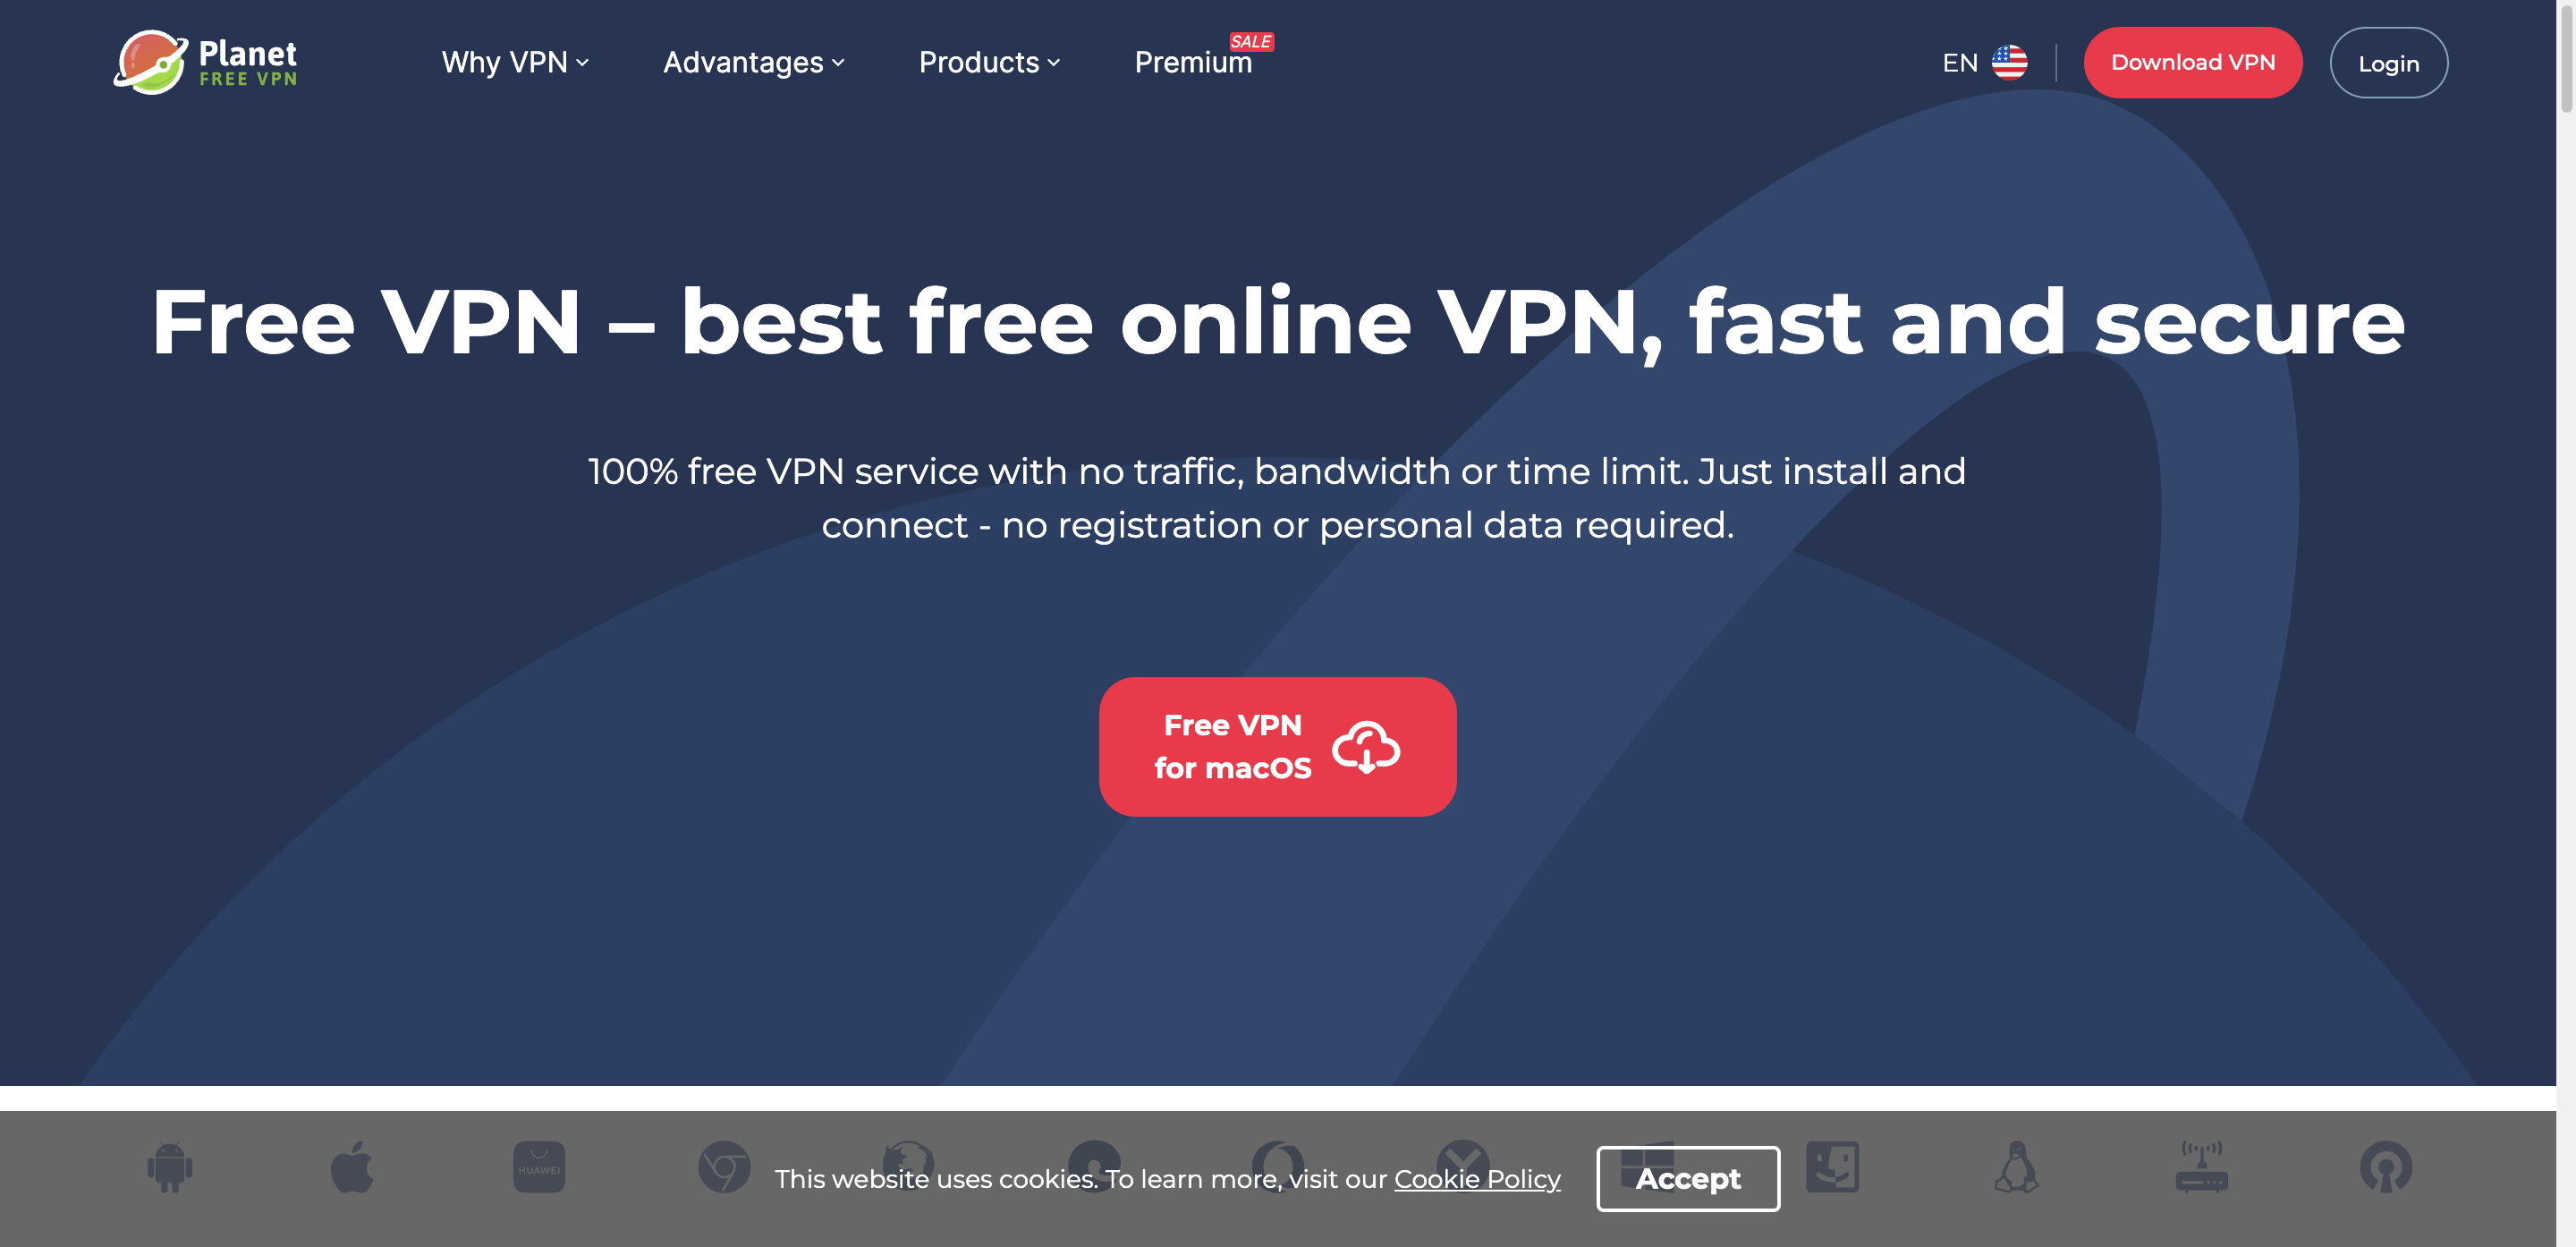 Planet
FREE VPN
Why VPN
Advantages
Products
Premium
SALE
EN
Download VPN
Login
Free VPN – best free online VPN, fast and secure
100% free VPN service with no traffic, bandwidth or time limit. Just install and
connect - no registration or personal data required.
Free VPN
for macOS
HUAWEI
This website uses cookies. To learn more, visit our Cookie Policy
Accept